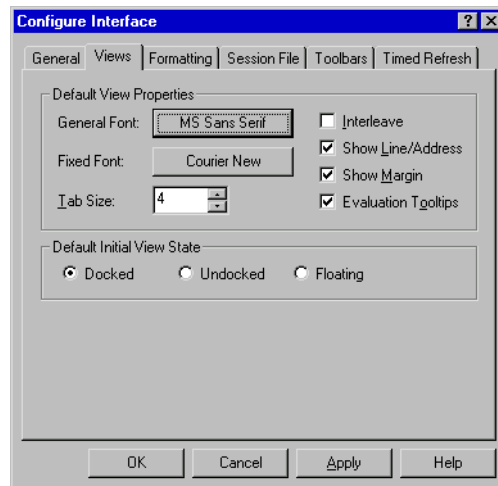 Configure Interface
General Views Formatting Session File Toolbars Timed Refresh
Default View Properties
General Font: MS Sans Serif Interleave
Fixed Font: Courier New Show Line/Address
Show Margin
Tab Size: 4 Evaluation Tooltips
Default Initial View State
Docked Undocked Floating
OK Cancel Apply Help